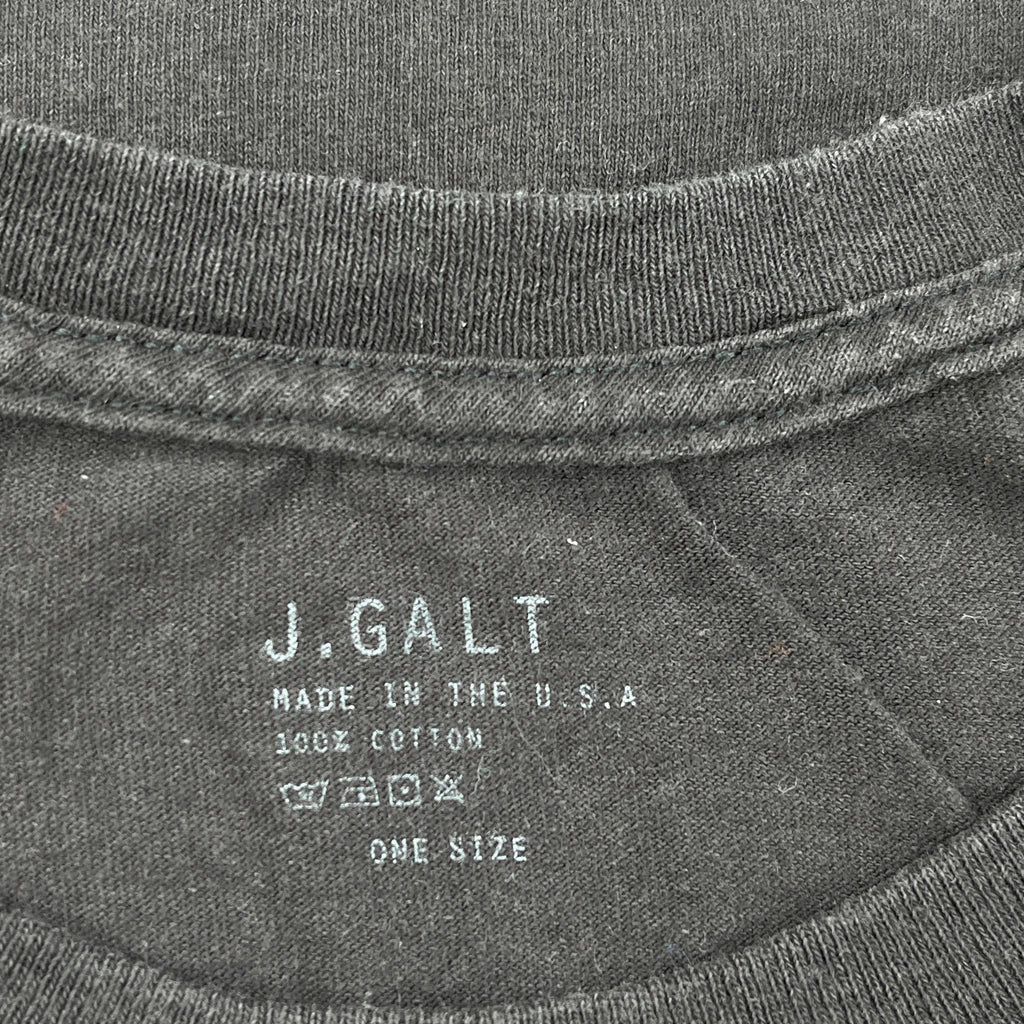 J.GALT
MADE IN THE U.S.A
100% COTTON
ONE SIZE